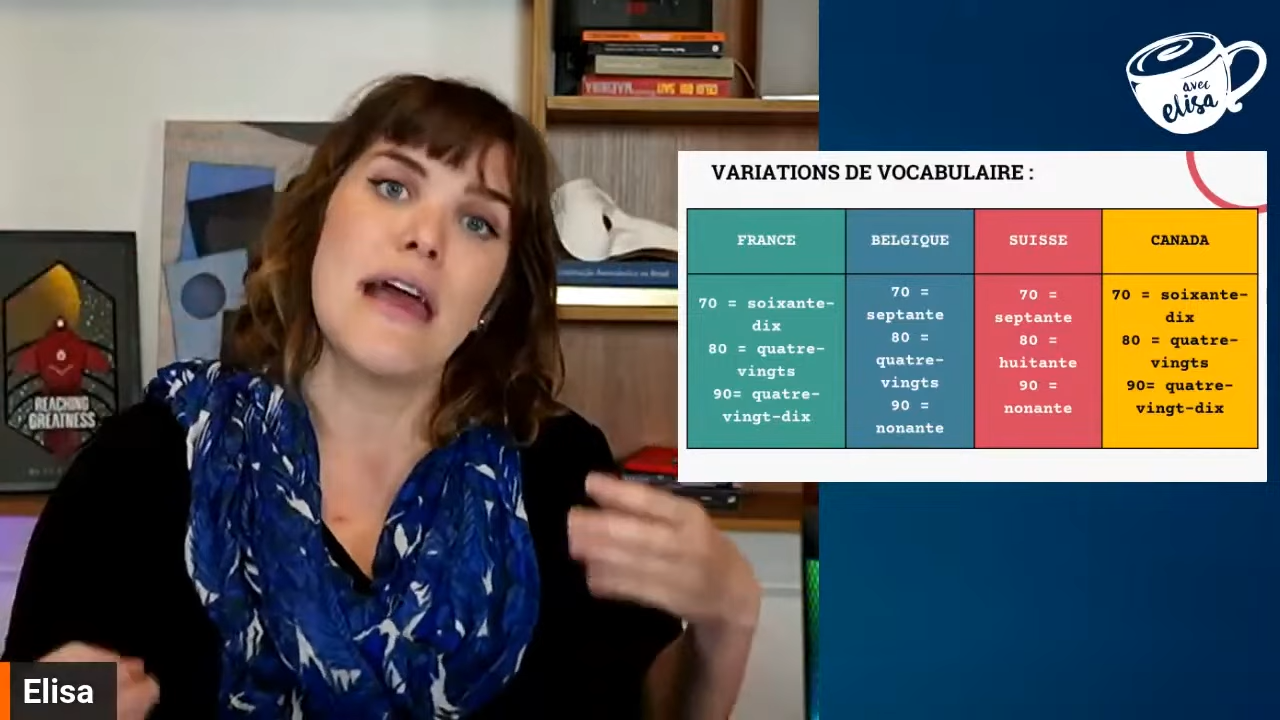 avec
elisa
VARIATIONS DE VOCABULAIRE :
FRANCE
BELGIQUE
SUISSE
CANADA
70 = soixante-
dix
80 = quatre-
vingts
90= quatre-
vingt-dix
70 =
septante
80 =
quatre-
vingts
90 =
nonante
70 =
septante
80 =
huitante
90 =
nonante
70 = soixante-
dix
80 = quatre-
vingts
90= quatre-
vingt-dix
REACHING
GREATNESS
Elisa